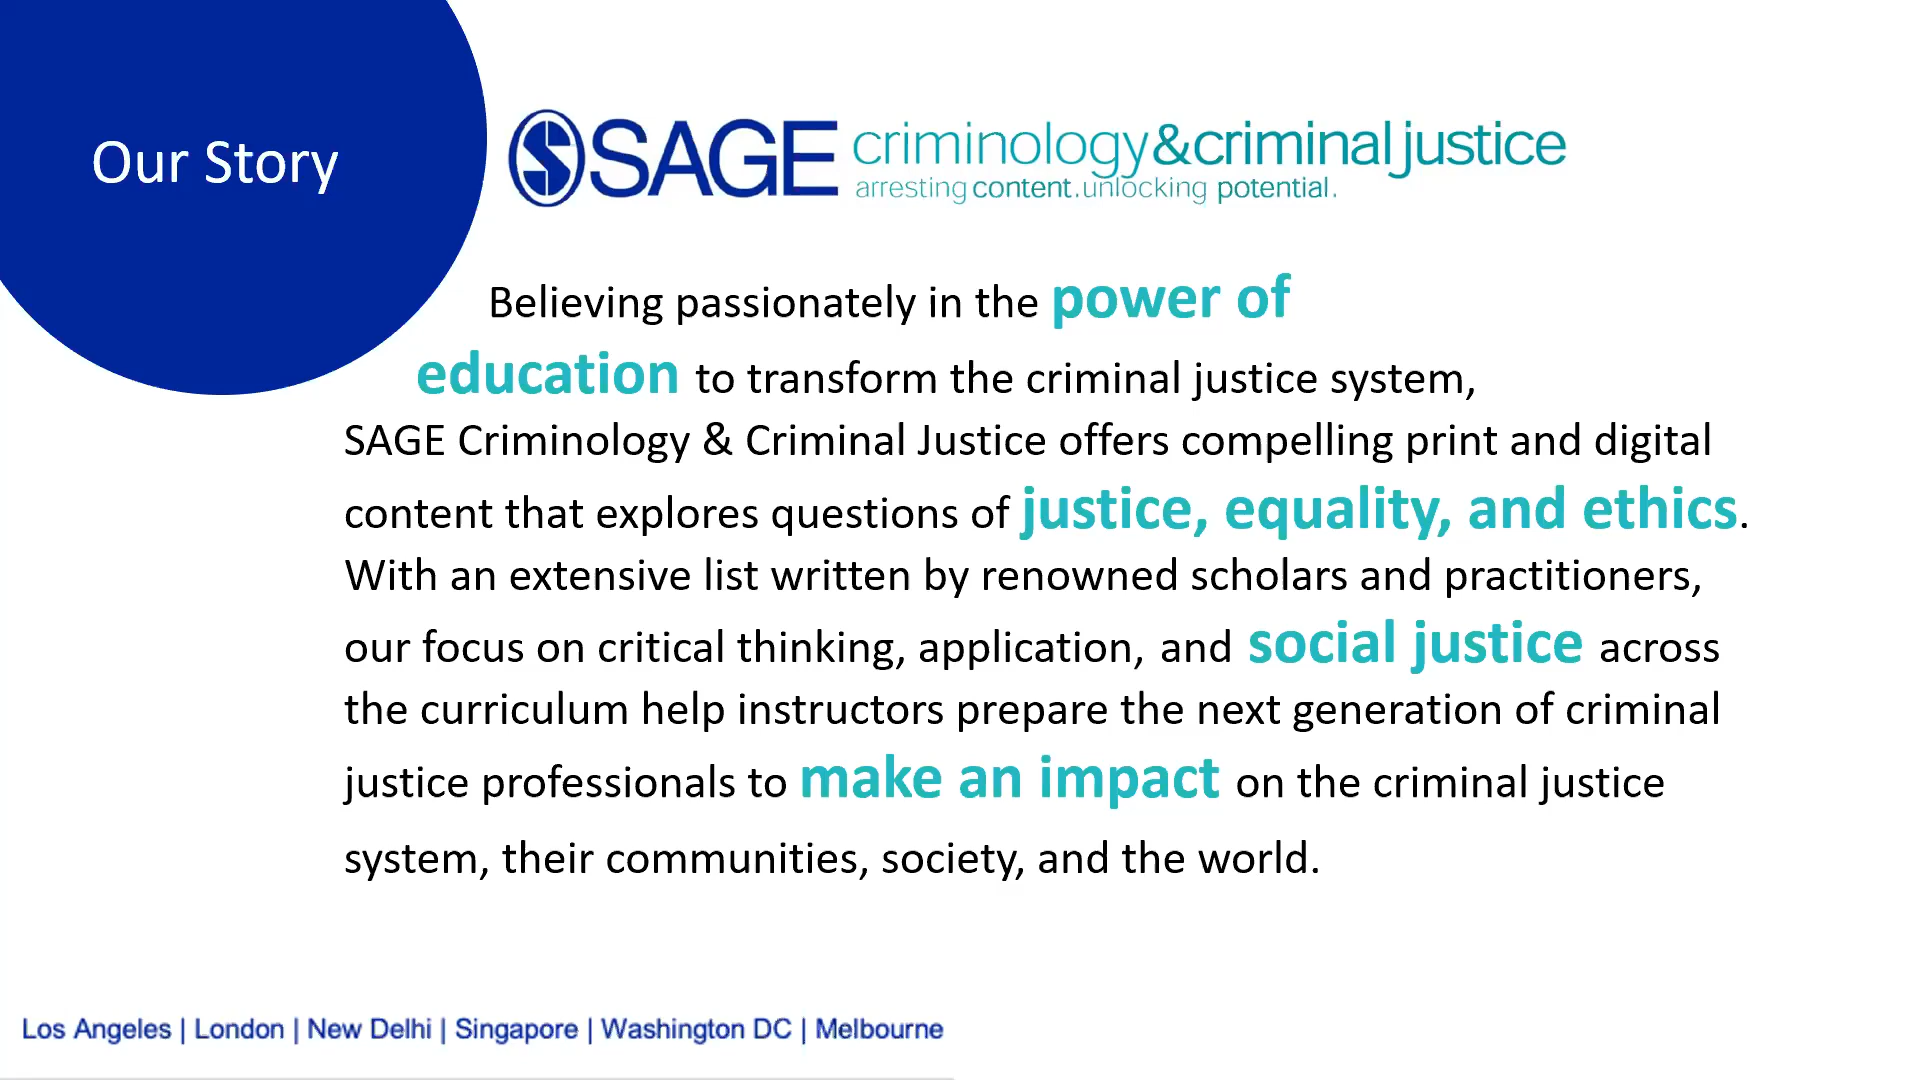 Our Story
SAGE criminology&criminaljustice
arresting content.unlocking potential.
Believing passionately in the power of
education to transform the criminal justice system,
SAGE Criminology & Criminal Justice offers compelling print and digital
content that explores questions of justice, equality, and ethics.
With an extensive list written by renowned scholars and practitioners,
our focus on critical thinking, application, and social justice across
the curriculum help instructors prepare the next generation of criminal
justice professionals to make an impact on the criminal justice
system, their communities, society, and the world.
Los Angeles | London | New Delhi | Singapore | Washington DC | Melbourne